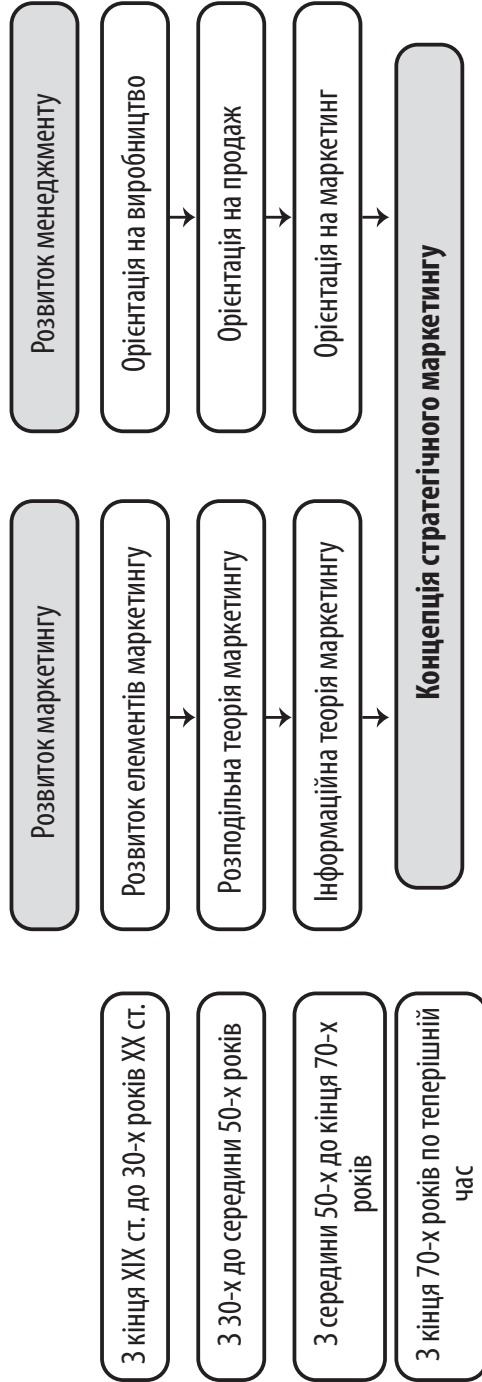 Розвиток маркетингу
Розвиток менеджменту
З кінця XIX ст. до 30-х років XX ст.
Розвиток елементів маркетингу
Орієнтація на виробництво
З 30-х до середини 50-х років
Розподільна теорія маркетингу
Орієнтація на продаж
З середини 50-х до кінця 70-х
років
Інформаційна теорія маркетингу
Орієнтація на маркетинг
З кінця 70-х років по теперішній
час
Концепція стратегічного маркетингу